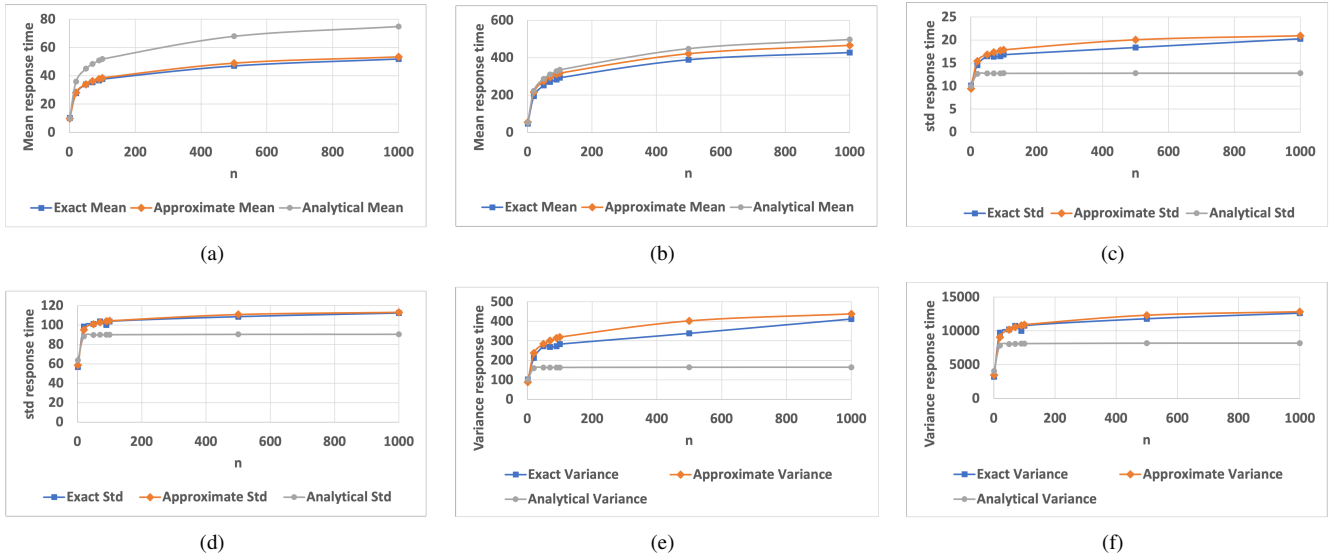 Mean response time
80
60
40
20
0
0 200 400 600 800 1000
n
Exact Mean Approximate Mean Analytical Mean
(a)
Mean response time
600
400
200
0
0 200 400 600 800 1000
n
Exact Mean Approximate Mean Analytical Mean
(b)
std response time
25
20
15
10
5
0
0 200 400 600 800 1000
n
Exact Std Approximate Std Analytical Std
(c)
std response time
120
100
80
60
40
20
0
0 200 400 600 800 1000
n
Exact Std Approximate Std Analytical Std
(d)
Variance response time
500
400
300
200
100
0
0 200 400 600 800 1000
n
Exact Variance Approximate Variance
Analytical Variance
(e)
Variance response time
15000
10000
5000
0
0 200 400 600 800 1000
n
Exact Variance Approximate Variance
Analytical Variance
(f)